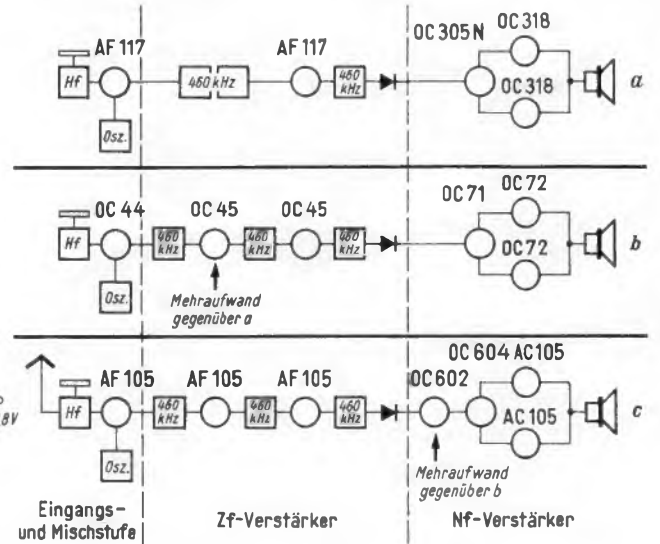 AF 117 AF 117 OC 305 N OC 318
Hf 460 kHz 460 kHz OC 318 a
Osz.
OC 44 OC 45 OC 45 OC 71 OC 72
Hf 460 kHz 460 kHz 460 kHz OC 72 b
Osz.
Mehraufwand
gegenüber a
AF 105 AF 105 AF 105 OC 602 OC 604 AC 105
8V Hf 460 kHz 460 kHz 460 kHz AC 105 c
Osz.
Mehraufwand
gegenüber b
Eingangs-
und Mischstufe
Zf-Verstärker
Nf-Verstärker